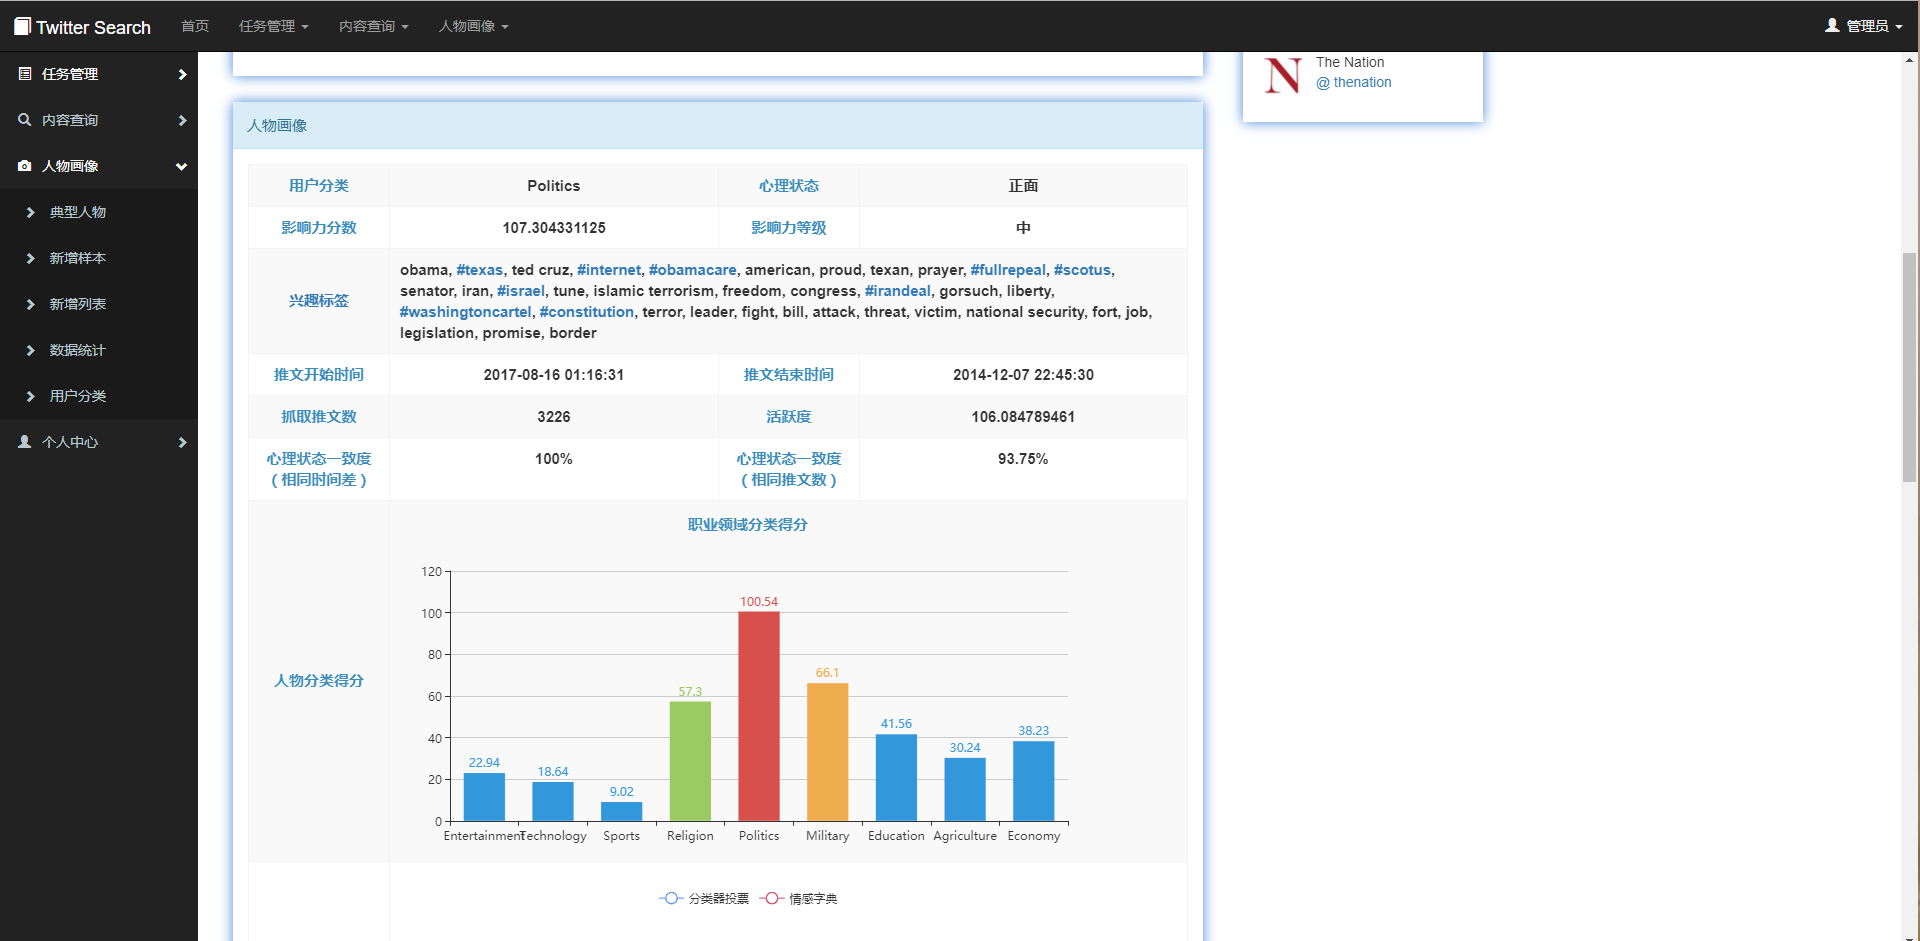 Twitter Search 首页 任务管理 内容查询 人物画像 管理员
任务管理
内容查询
人物画像
典型人物
新增样本
新增列表
数据统计
用户分类
个人中心
The Nation
@ thenation
人物画像
用户分类 Politics 心理状态 正面
影响力分数 107.304331125 影响力等级 中
兴趣标签
obama, #texas, ted cruz, #internet, #obamacare, american, proud, texan, prayer, #fullrepeal, #scotus,
senator, iran, #israel, tune, islamic terrorism, freedom, congress, #irandeal, gorsuch, liberty,
#washingtoncartel, #constitution, terror, leader, fight, bill, attack, threat, victim, national security, fort, job,
legislation, promise, border
推文开始时间 2017-08-16 01:16:31 推文结束时间 2014-12-07 22:45:30
抓取推文数 3226 活跃度 106.084789461
心理状态一致度 100% 心理状态一致度 93.75%
（相同时间差） （相同推文数）
人物分类得分
职业领域分类得分
120
100
80
60
40
20
0
22.94 18.64 9.02 57.3 100.54 66.1 41.56 30.24 38.23
Entertainment Technology Sports Religion Politics Military Education Agriculture Economy
分类器投票 情感字典